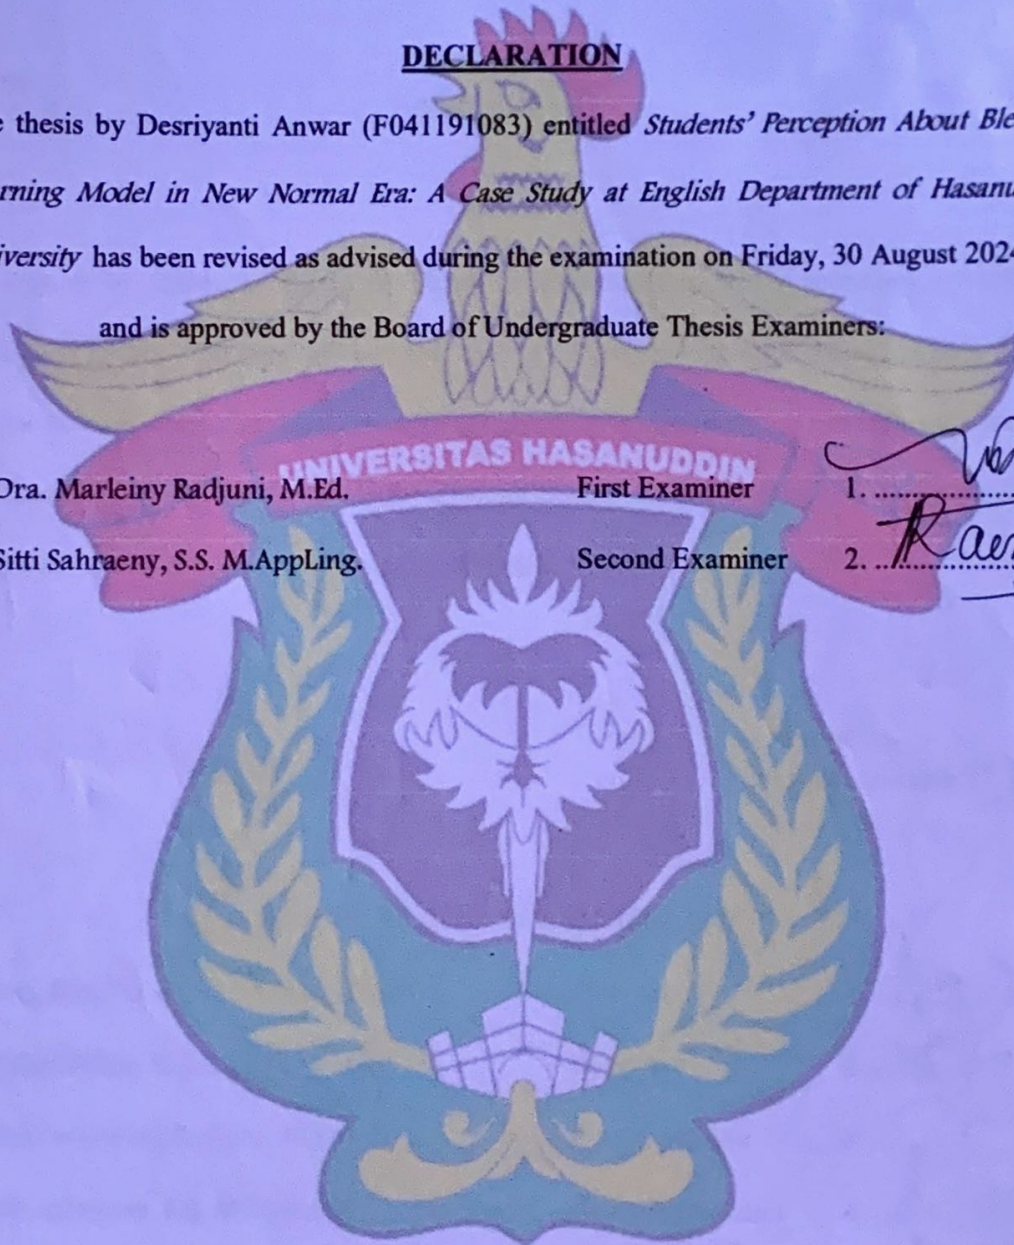 DECLARATION
thesis by Desriyanti Anwar (F041191083) entitled Students' Perception About Ble
rning Model in New Normal Era: A Case Study at English Department of Hasanu
iversity has been revised as advised during the examination on Friday, 30 August 202
and is approved by the Board of Undergraduate Thesis Examiners:
UNIVERSITAS HASANUDDIN
Dra. Marleiny Radjuni, M.Ed. First Examiner 1. ....................
Sitti Sahraeny, S.S. M.AppLing. Second Examiner 2. ....................